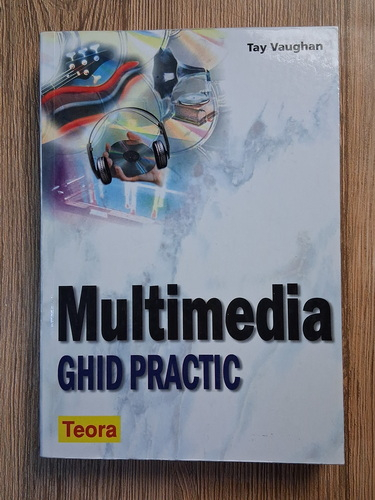 Tay Vaughan
Multimedia
GHID PRACTIC
Teora